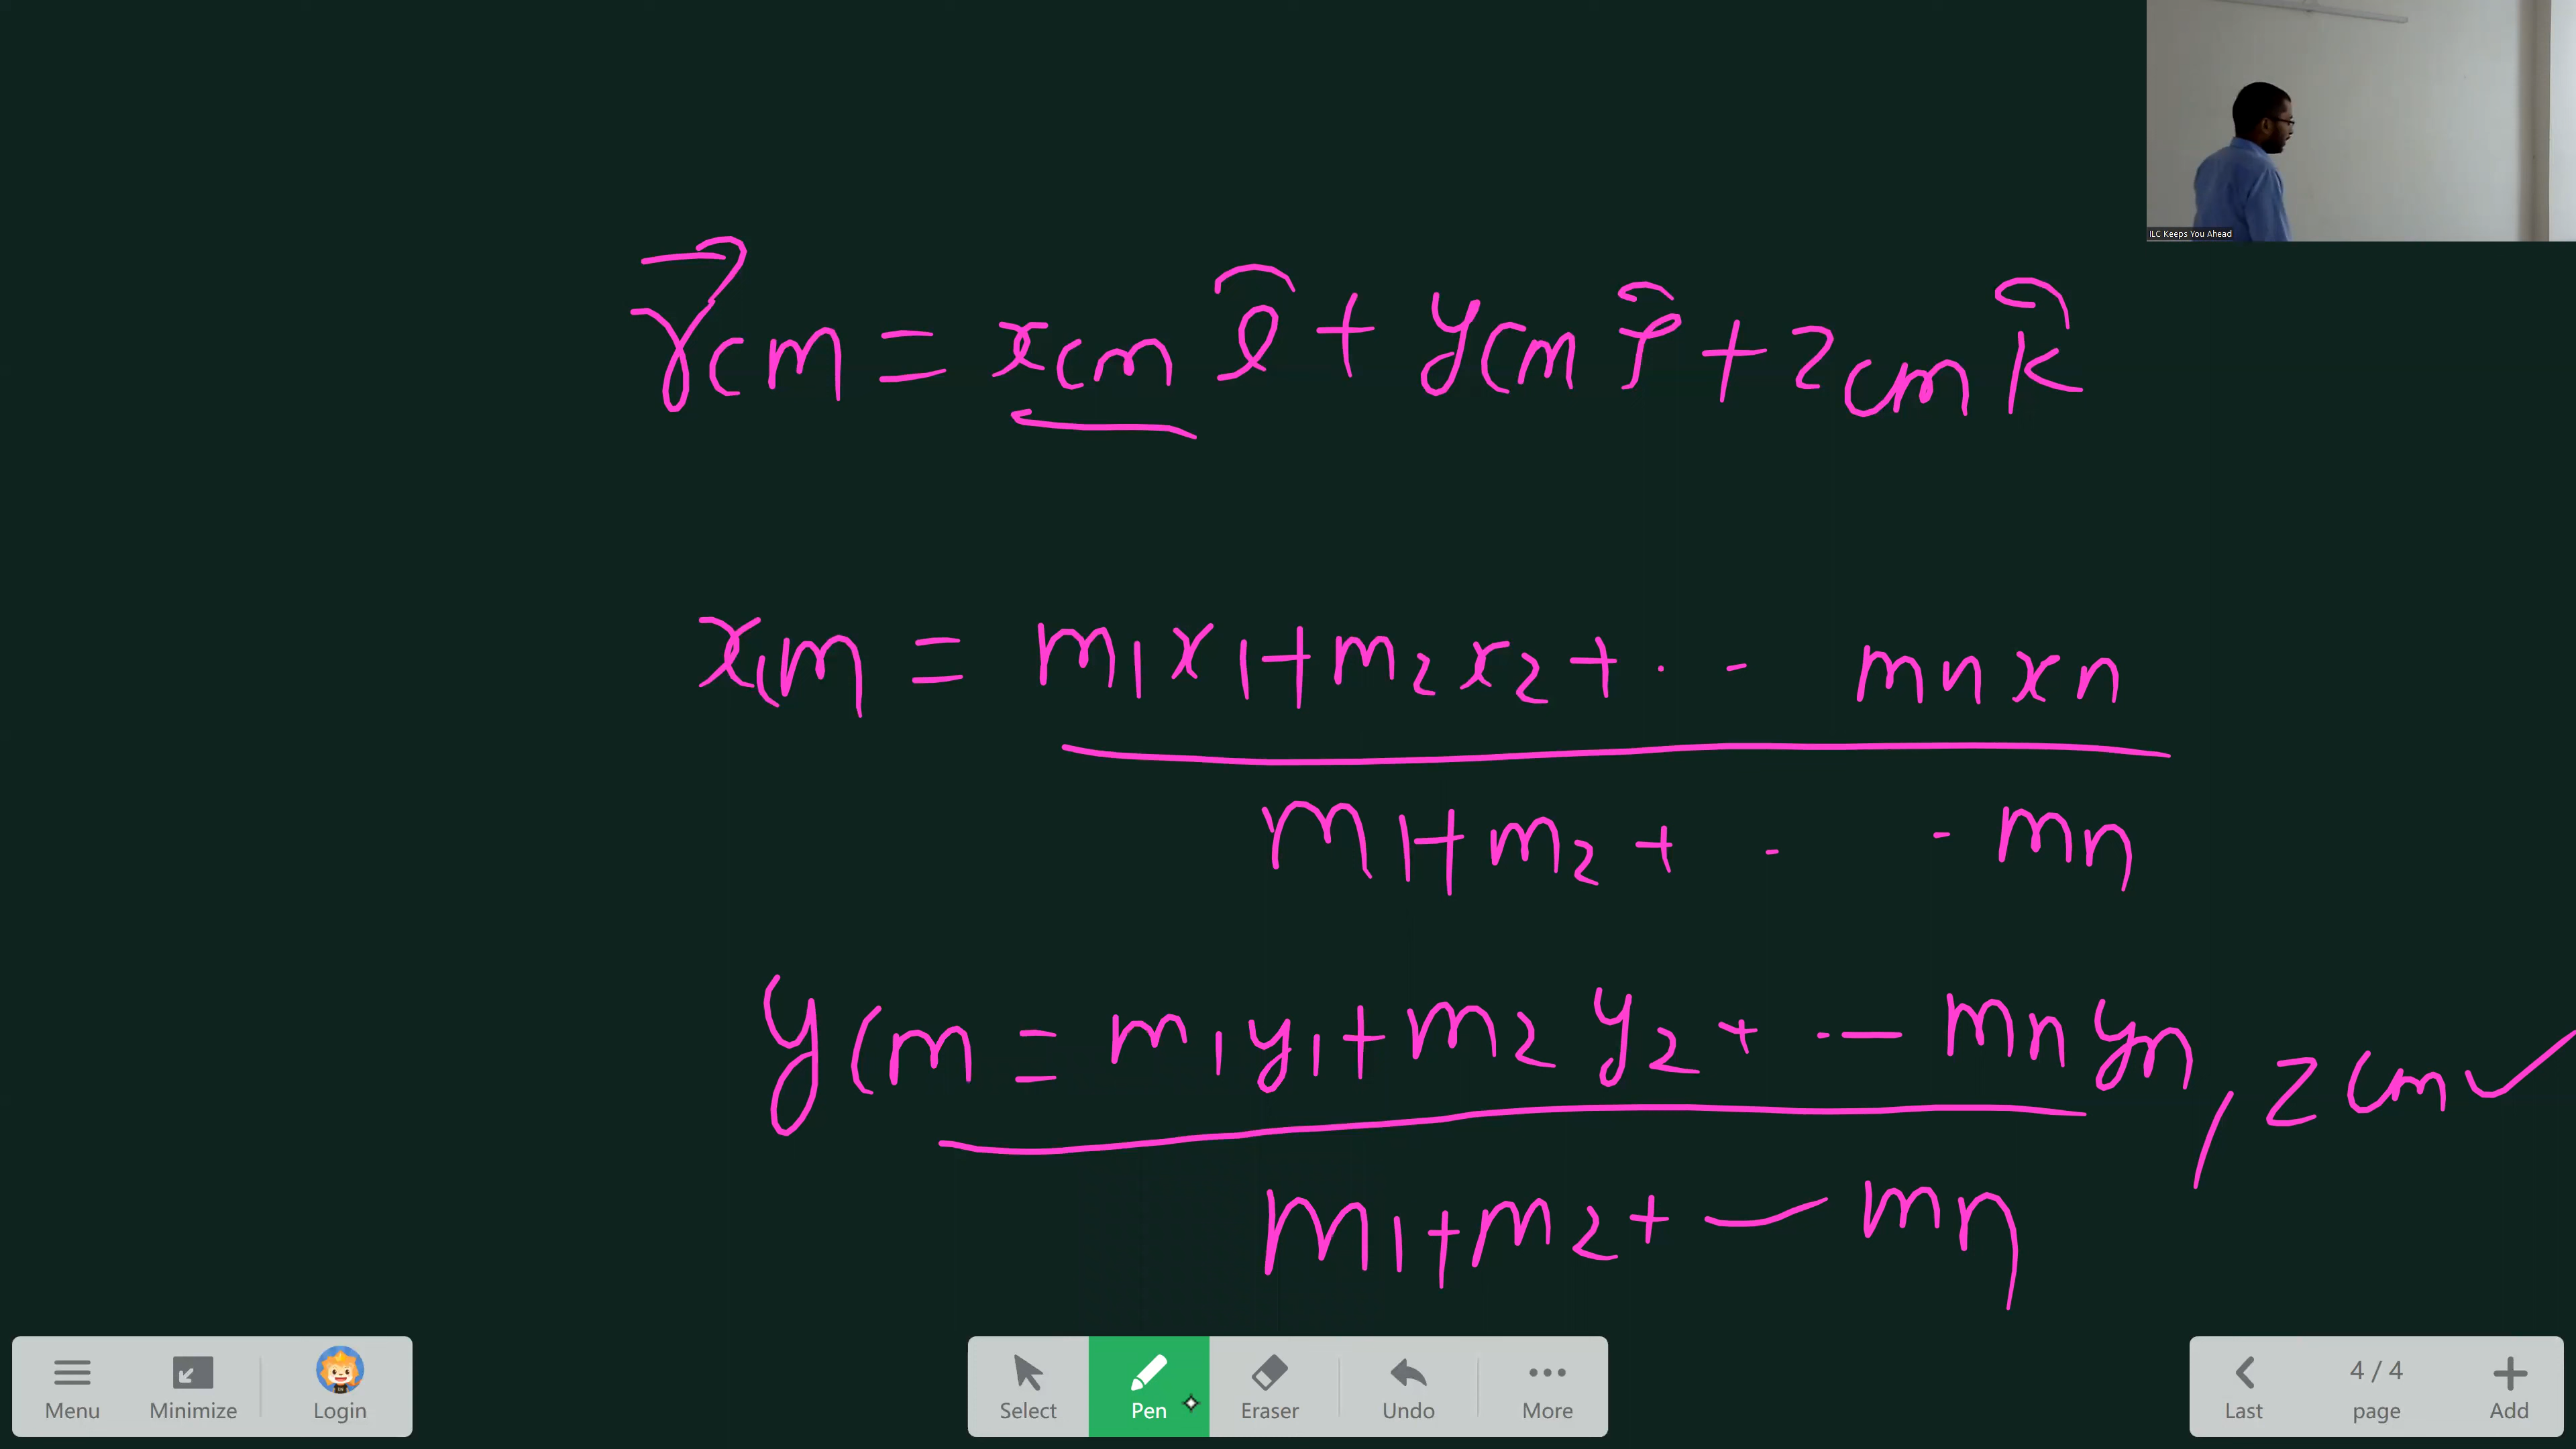 ILC Keeps You Ahead
r⃗cm = xcm î + ycm ĵ + zcm k̂
xcm = m1x1+m2x2+ · - mnxn
m1+m2+ - - mn
ycm = m1y1+m2y2+ -— mnyn, zcm ✓
m1+m2+ — mn
Menu Minimize Login Select Pen Eraser Undo More Last 4 / 4 page Add